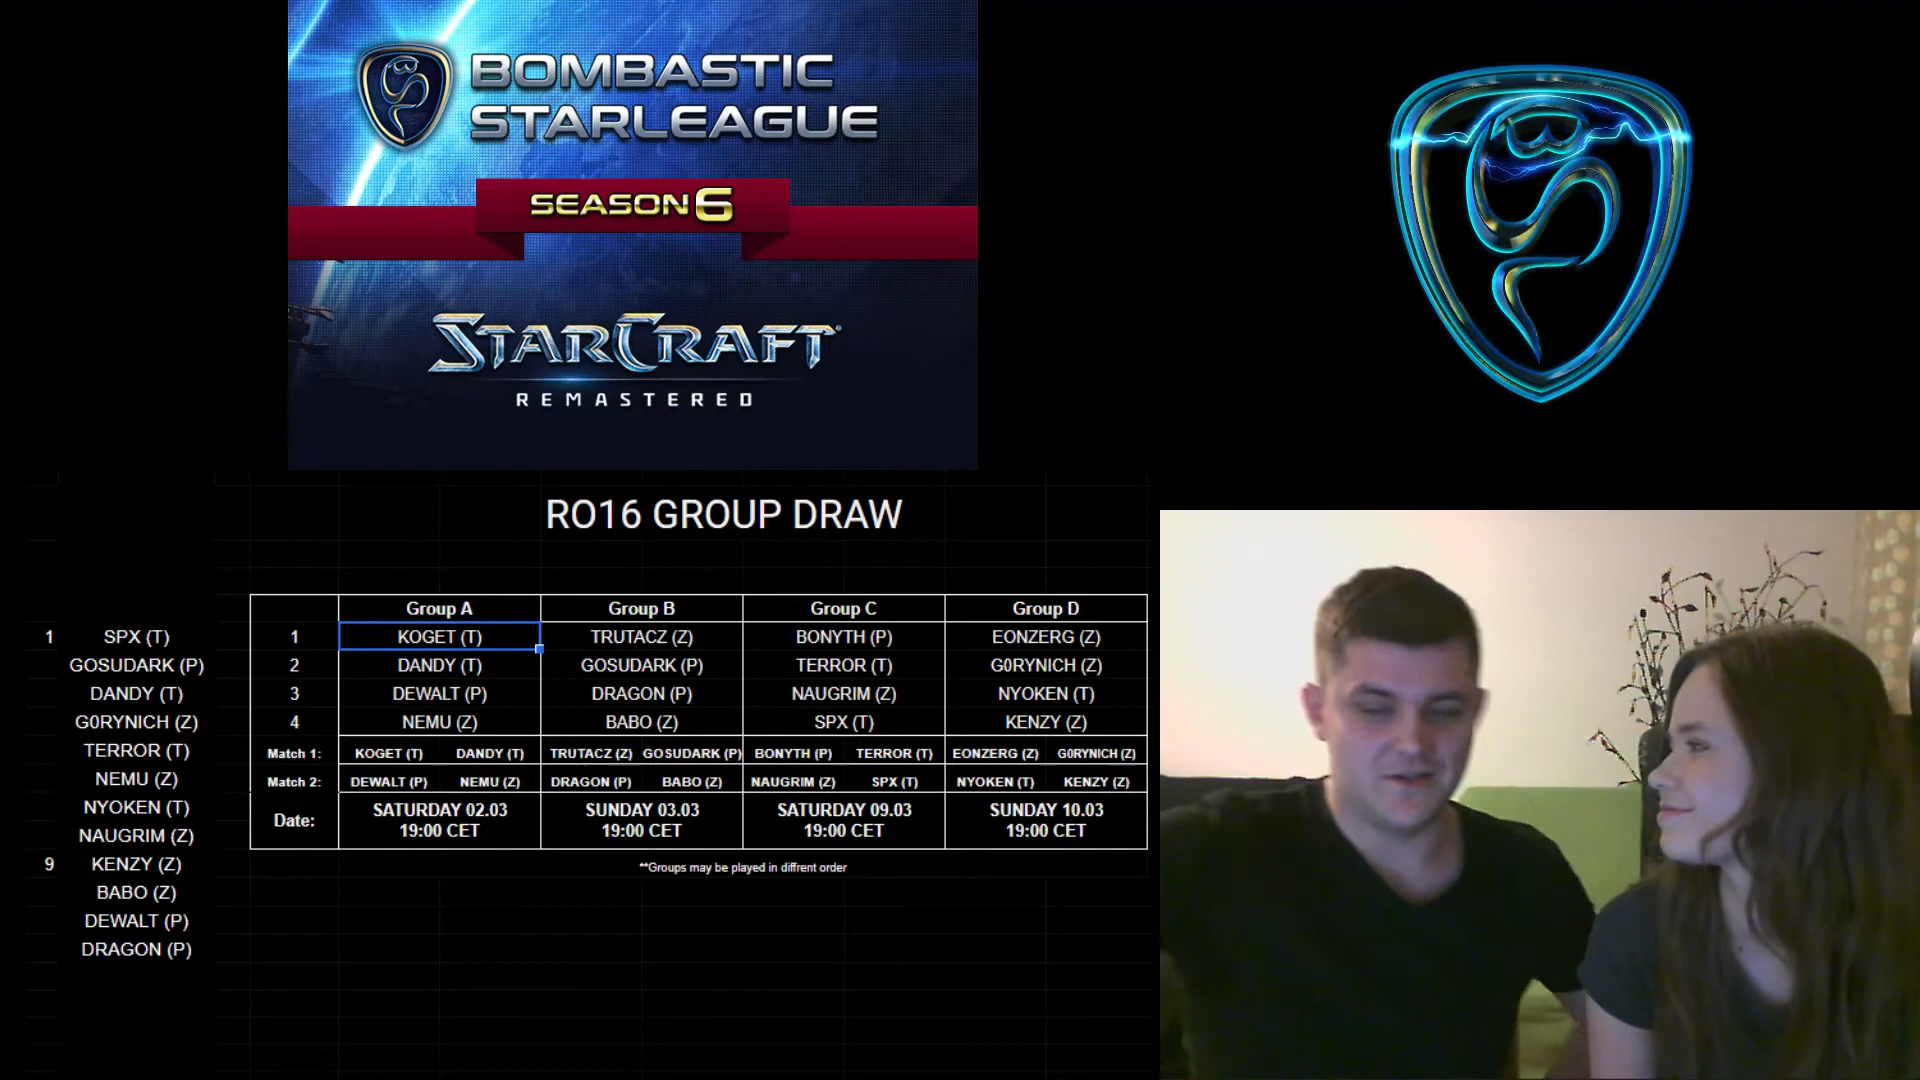 BOMBASTIC
STARLEAGUE
SEASON 6
STARCRAFT
REMASTERED
RO16 GROUP DRAW
1 SPX (T)
GOSUDARK (P)
DANDY (T)
G0RYNICH (Z)
TERROR (T)
NEMU (Z)
NYOKEN (T)
NAUGRIM (Z)
9 KENZY (Z)
BABO (Z)
DEWALT (P)
DRAGON (P)
Group A Group B Group C Group D
1 KOGET (T) TRUTACZ (Z) BONYTH (P) EONZERG (Z)
2 DANDY (T) GOSUDARK (P) TERROR (T) G0RYNICH (Z)
3 DEWALT (P) DRAGON (P) NAUGRIM (Z) NYOKEN (T)
4 NEMU (Z) BABO (Z) SPX (T) KENZY (Z)
Match 1: KOGET (T) DANDY (T) TRUTACZ (Z) GOSUDARK (P) BONYTH (P) TERROR (T) EONZERG (Z) G0RYNICH (Z)
Match 2: DEWALT (P) NEMU (Z) DRAGON (P) BABO (Z) NAUGRIM (Z) SPX (T) NYOKEN (T) KENZY (Z)
Date: SATURDAY 02.03 SUNDAY 03.03 SATURDAY 09.03 SUNDAY 10.03
19:00 CET 19:00 CET 19:00 CET 19:00 CET
**Groups may be played in diffrent order